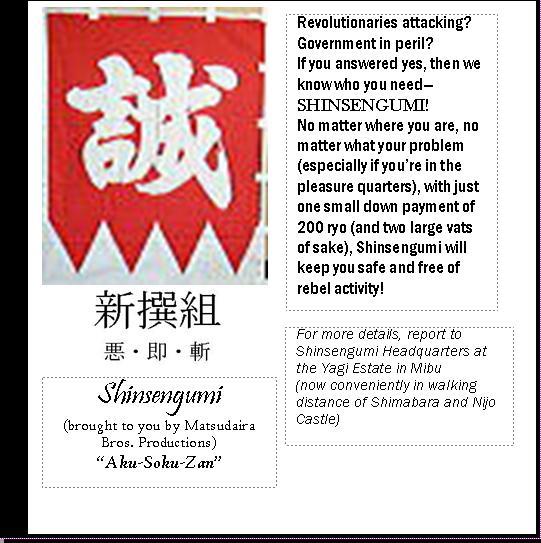 誠
新撰組
悪・即・斬
Shinsengumi
(brought to you by Matsudaira
Bros. Productions)
“Aku-Soku-Zan”
Revolutionaries attacking?
Government in peril?
If you answered yes, then we
know who you need–
SHINSENGUMI!
No matter where you are, no
matter what your problem
(especially if you're in the
pleasure quarters), with just
one small down payment of
200 ryo (and two large vats
of sake), Shinsengumi will
keep you safe and free of
rebel activity!
For more details, report to
Shinsengumi Headquarters at
the Yagi Estate in Mibu
(now conveniently in walking
distance of Shimabara and Nijo
Castle)